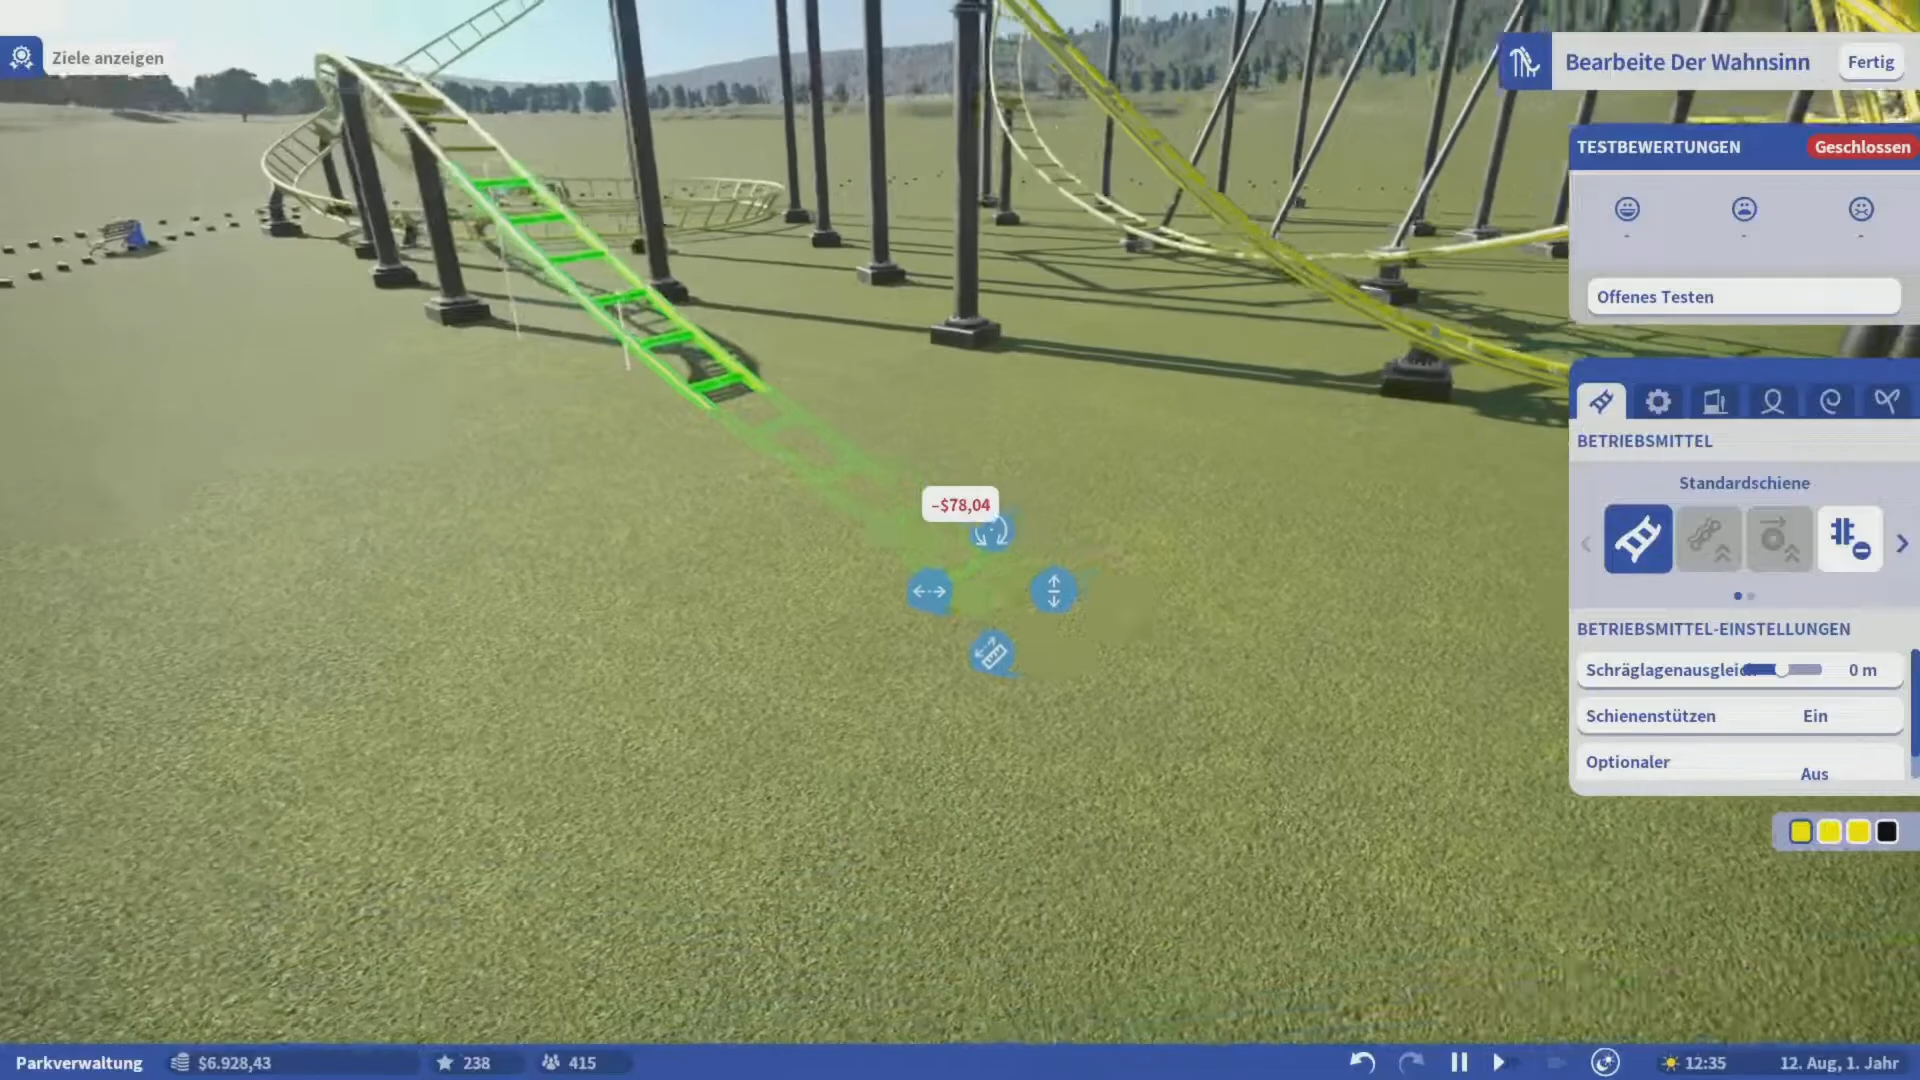 Ziele anzeigen
Bearbeite Der Wahnsinn
Fertig
TESTBEWERTUNGEN
Geschlossen
-
-
-
Offenes Testen
BETRIEBSMITTEL
Standardschiene
BETRIEBSMITTEL-EINSTELLUNGEN
Schräglagenausgleic
0 m
Schienenstützen
Ein
Optionaler
Aus
–$78,04
Parkverwaltung
$6.928,43
238
415
12:35
12. Aug, 1. Jahr